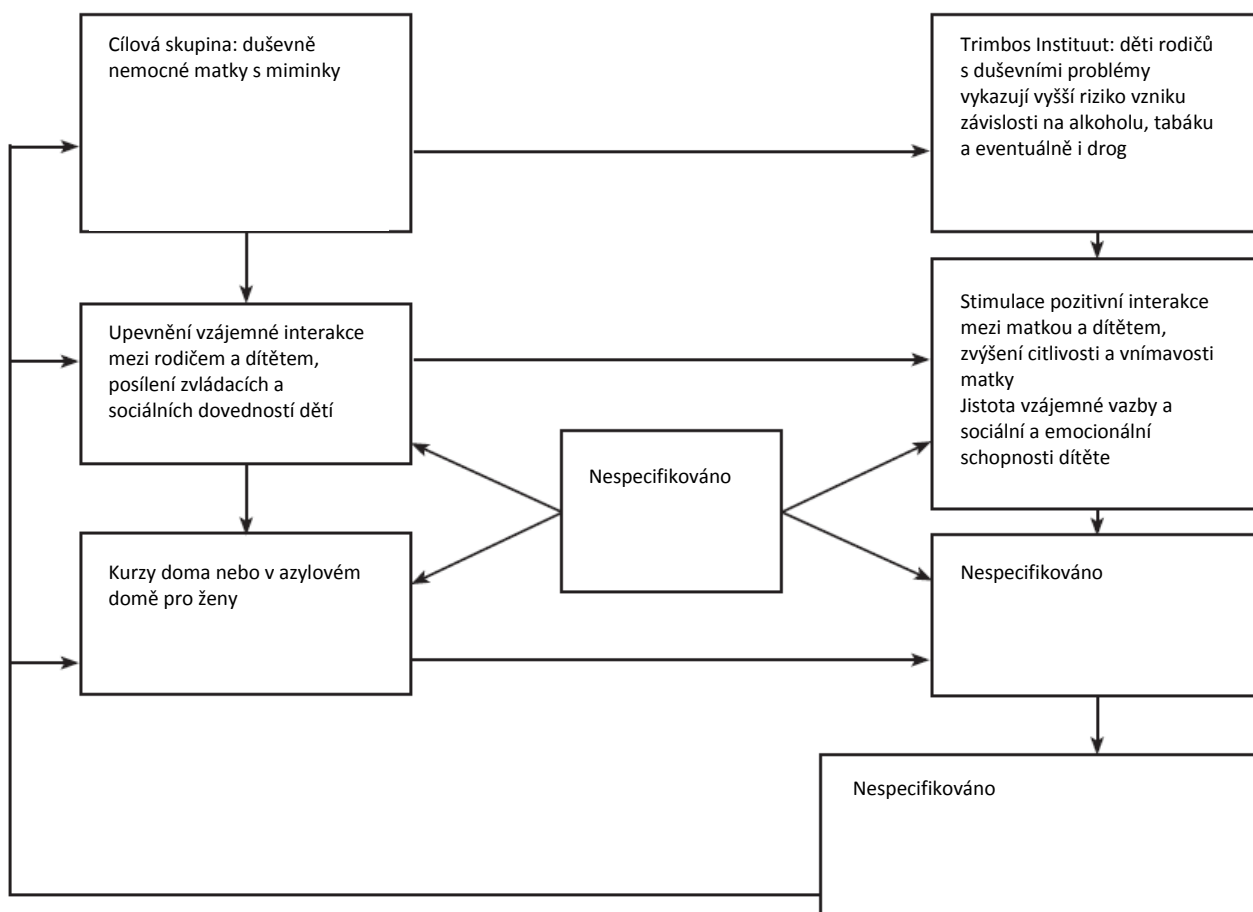 Cílová skupina: duševně
nemocné matky s miminky
Trimbos Instituut: děti rodičů
s duševními problémy
vykazují vyšší riziko vzniku
závislosti na alkoholu, tabáku
a eventuálně i drog
Upevnění vzájemné interakce
mezi rodičem a dítětem,
posílení zvládacích a
sociálních dovedností dětí
Stimulace pozitivní interakce
mezi matkou a dítětem,
zvýšení citlivosti a vnímavosti
matky
Jistota vzájemné vazby a
sociální a emocionální
schopnosti dítěte
Nespecifikováno
Kurzy doma nebo v azylovém
domě pro ženy
Nespecifikováno
Nespecifikováno